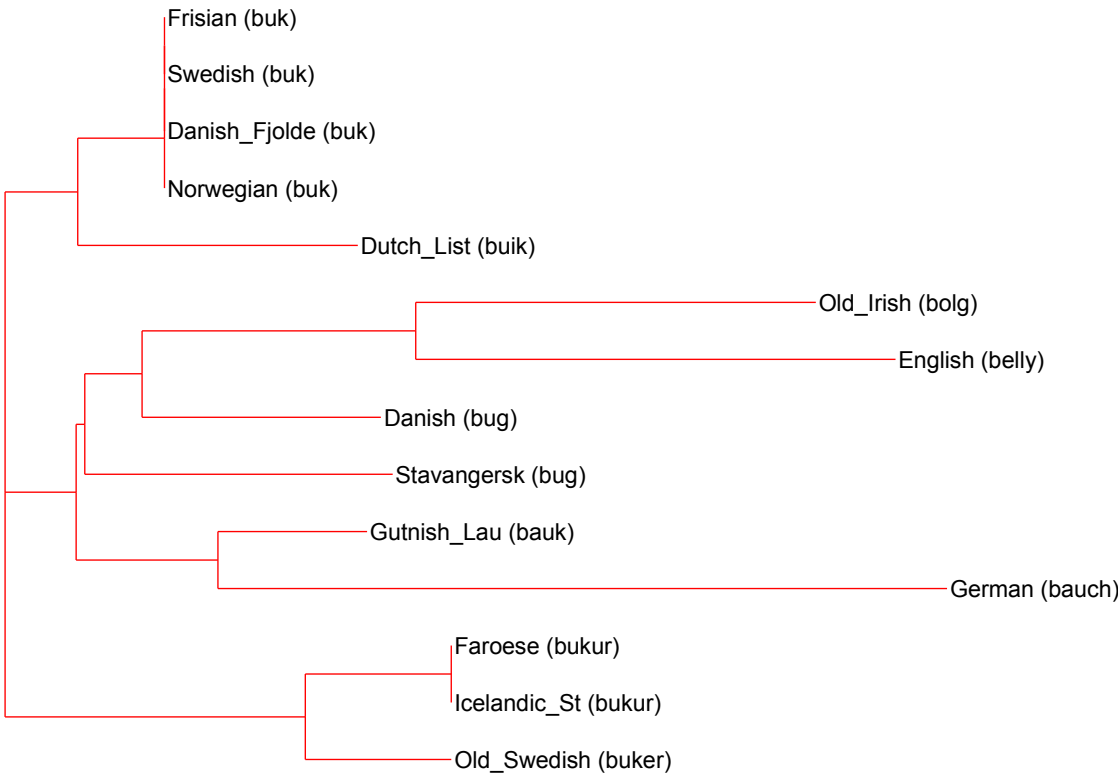 Frisian (buk)
Swedish (buk)
Danish_Fjolde (buk)
Norwegian (buk)
Dutch_List (buik)
Old_Irish (bolg)
English (belly)
Danish (bug)
Stavangersk (bug)
Gutnish_Lau (bauk)
German (bauch)
Faroese (bukur)
Icelandic_St (bukur)
Old_Swedish (buker)